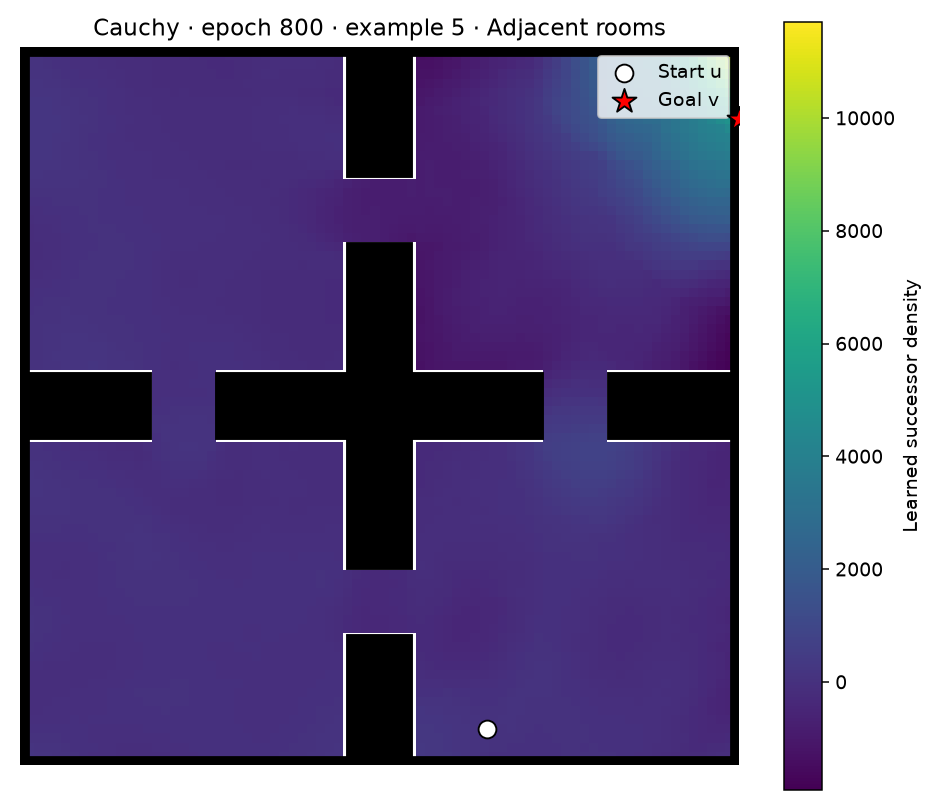 Cauchy · epoch 800 · example 5 · Adjacent rooms
Start u
Goal v
10000
8000
6000
4000
2000
0
Learned successor density